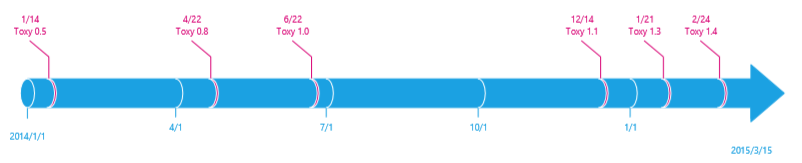 1/14
Toxy 0.5
4/22
Toxy 0.8
6/22
Toxy 1.0
12/14
Toxy 1.1
1/21
Toxy 1.3
2/24
Toxy 1.4
2014/1/1
4/1
7/1
10/1
1/1
2015/3/15